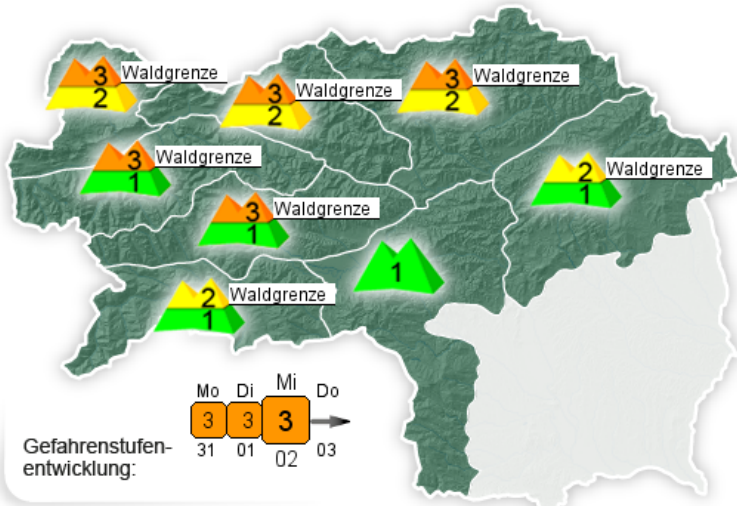 3 Waldgrenze
2
3 Waldgrenze
2
3 Waldgrenze
2
3 Waldgrenze
1
2 Waldgrenze
1
3 Waldgrenze
1
1
2 Waldgrenze
1
Mo Di Mi Do
3 3 3
31 01 02 03
Gefahrenstufen-
entwicklung: